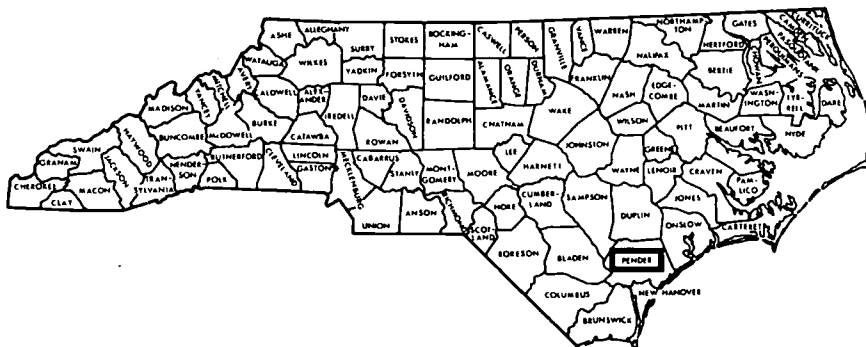 ASHE
ALLEGHANY
SURRY
STOKES
ROCKING-
HAM
CASWELL
PERSON
GRANVILLE
VANCE
WARREN
NORTHAMP
TON
GATES
HERTFORD
CURRITUCK
CAMDEN
PASQUOTANK
PERQUIMANS
CHOWAN
WATAUGA
WILKES
YADKIN
FORSYTH
GUILFORD
ALAMANCE
ORANGE
DURHAM
FRANKLIN
HALIFAX
BERTIE
MITCHELL
AVERY
CALDWELL
ALEX-
ANDER
IREDELL
DAVIE
DAVIDSON
RANDOLPH
CHATHAM
WAKE
NASH
EDGE-
COMBE
MARTIN
WASH-
INGTON
TYR-
RELL
DARE
MADISON
YANCEY
BURKE
CATAWBA
ROWAN
WILSON
PITT
BEAUFORT
HYDE
HAYWOOD
BUNCOMBE
McDOWELL
LINCOLN
CABARRUS
LEE
JOHNSTON
GREENE
SWAIN
GRAHAM
JACKSON
HENDER-
SON
RUTHERFORD
CLEVELAND
GASTON
MECKLENBURG
STANLY
MONT-
GOMERY
MOORE
HARNETT
WAYNE
LENOIR
CRAVEN
PAM-
LICO
CHEROKEE
CLAY
MACON
TRAN-
SYLVANIA
POLK
UNION
ANSON
RICHMOND
SCOT-
LAND
HOKE
CUMBER-
LAND
SAMPSON
DUPLIN
JONES
ONSLOW
CARTERET
ROBESON
BLADEN
PENDER
COLUMBUS
NEW HANOVER
BRUNSWICK